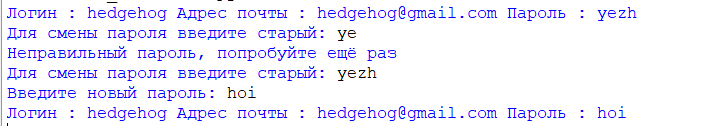 Логин : hedgehog Адрес почты : hedgehog@gmail.com Пароль : yezh
Для смены пароля введите старый: ye
Неправильный пароль, попробуйте ещё раз
Для смены пароля введите старый: yezh
Введите новый пароль: hoi
Логин : hedgehog Адрес почты : hedgehog@gmail.com Пароль : hoi